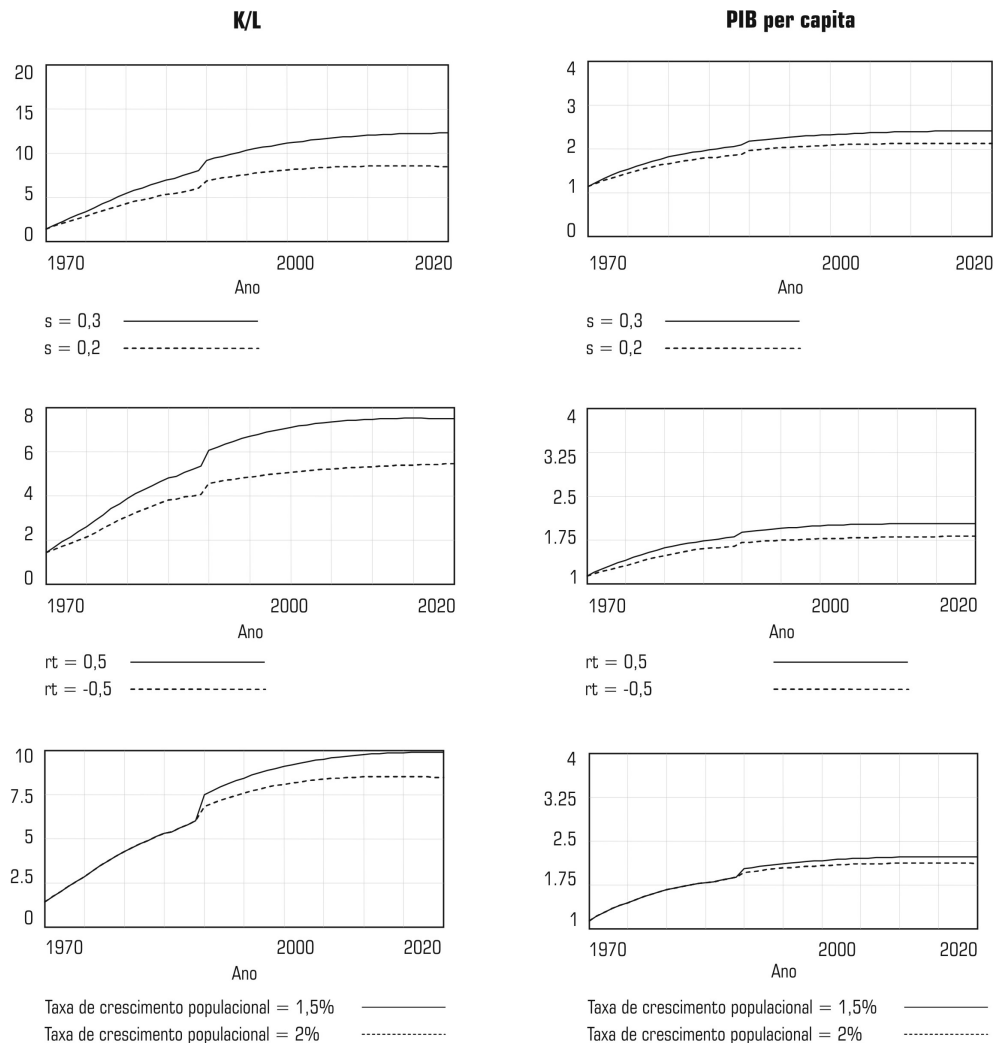 K/L
20
15
10
5
0
1970
2000
2020
Ano
s = 0,3
s = 0,2
PIB per capita
4
3
2
1
0
1970
2000
2020
Ano
s = 0,3
s = 0,2
8
6
4
2
0
1970
2000
2020
Ano
rt = 0,5
rt = -0,5
4
3.25
2.5
1.75
1
1970
2000
2020
Ano
rt = 0,5
rt = -0,5
10
7.5
5
2.5
0
1970
2000
2020
Ano
Taxa de crescimento populacional = 1,5%
Taxa de crescimento populacional = 2%
4
3.25
2.5
1.75
1
1970
2000
2020
Ano
Taxa de crescimento populacional = 1,5%
Taxa de crescimento populacional = 2%